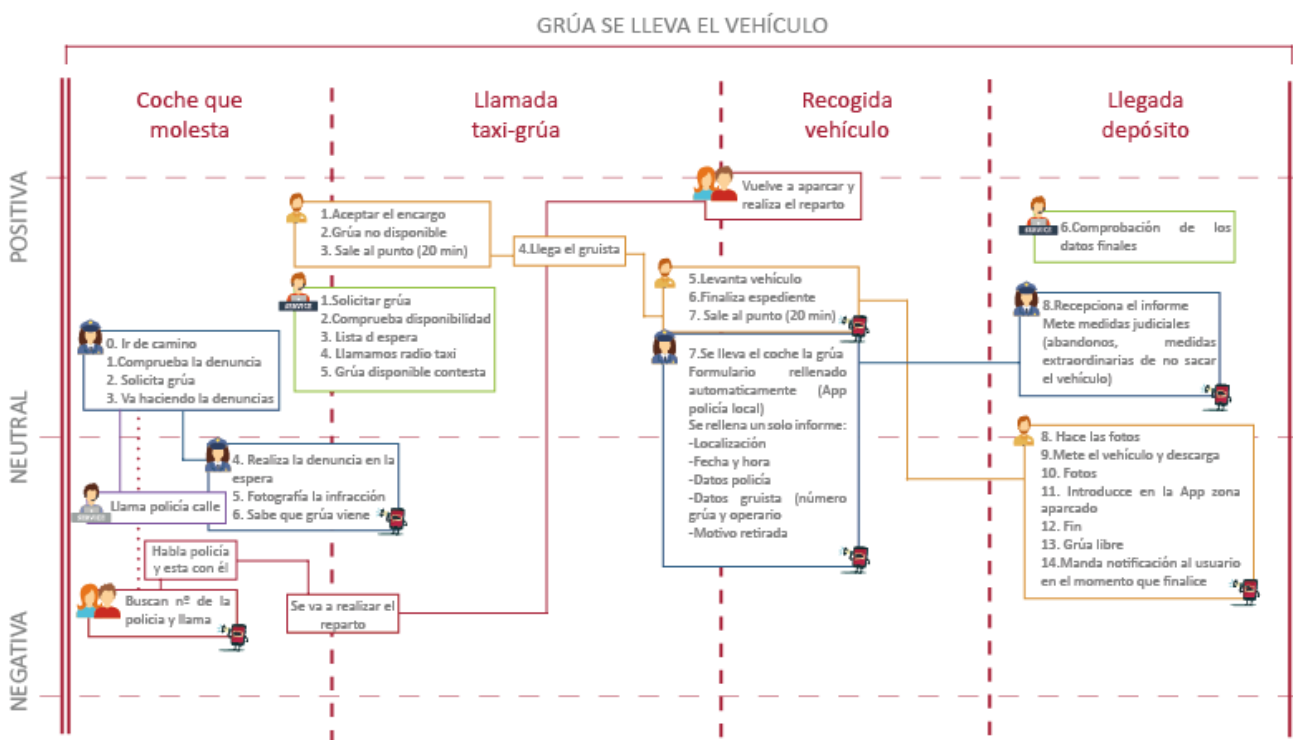 GRÚA SE LLEVA EL VEHÍCULO
Coche que
molesta
Llamada
taxi-grúa
Recogida
vehículo
Llegada
depósito
POSITIVA
NEUTRAL
NEGATIVA
0. Ir de camino
1.Comprueba la denuncia
2. Solicita grúa
3. Va haciendo la denuncias
4. Realiza la denuncia en la
espera
5. Fotografía la infracción
6. Sabe que grúa viene
SERVICE
Llama policía calle
Habla policía
y esta con él
Buscan nº de la
policia y llama
Se va a realizar el
reparto
1.Aceptar el encargo
2.Grúa no disponible
3. Sale al punto (20 min)
SERVICE
1.Solicitar grúa
2.Comprueba disponibilidad
3. Lista d espera
4. Llamamos radio taxi
5. Grúa disponible contesta
4.Llega el gruista
Vuelve a aparcar y
realiza el reparto
5.Levanta vehículo
6.Finaliza espediente
7. Sale al punto (20 min)
7.Se lleva el coche la grúa
Formulario rellenado
automaticamente (App
policía local)
Se rellena un solo informe:
-Localización
-Fecha y hora
-Datos policía
-Datos gruista (número
grúa y operario
-Motivo retirada
SERVICE
6.Comprobación de los
datos finales
8.Recepciona el informe
Mete medidas judiciales
(abandonos, medidas
extraordinarias de no sacar
el vehículo)
8. Hace las fotos
9.Mete el vehículo y descarga
10. Fotos
11. Introducce en la App zona
aparcado
12. Fin
13. Grúa libre
14.Manda notificación al usuario
en el momento que finalice